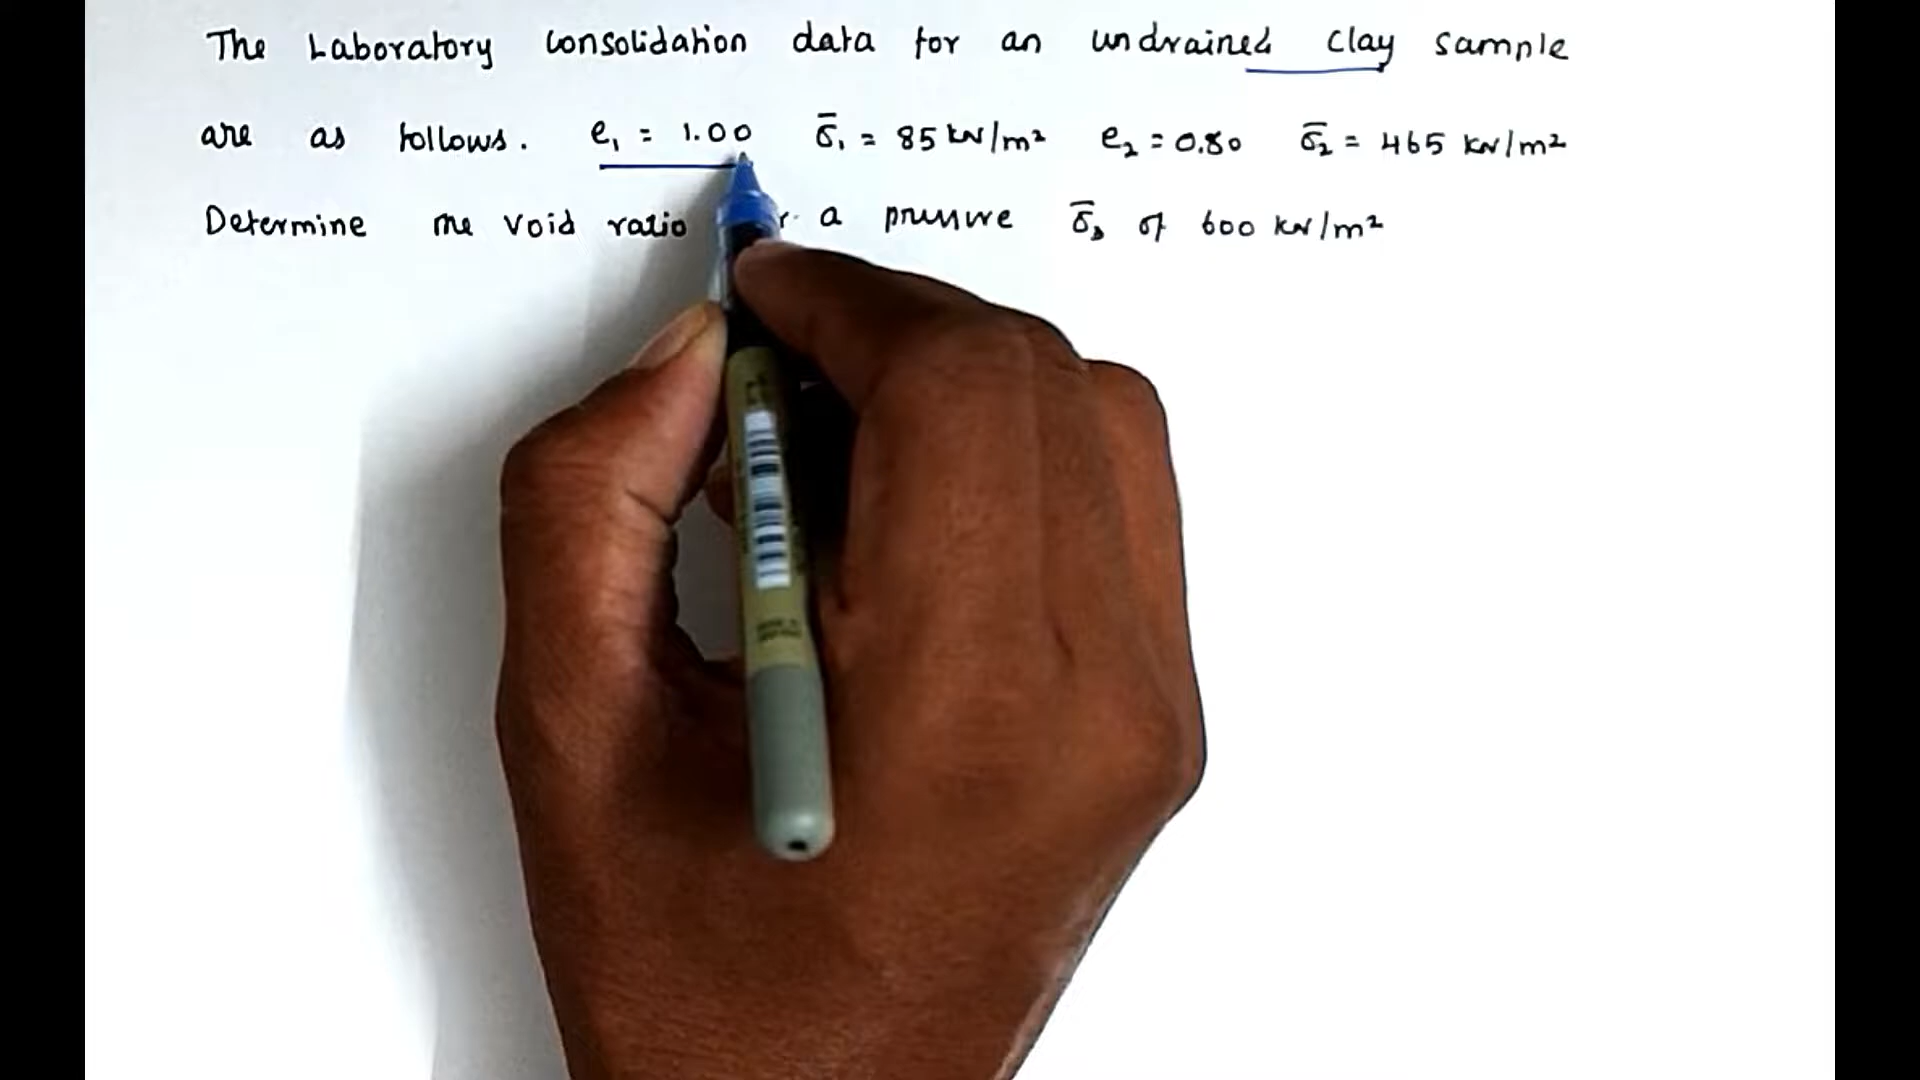 The Laboratory consolidation data for an undrained clay sample
are as follows. e₁ = 1.00 σ̅₁ = 85 kN/m² e₂ = 0.80 σ̅₂ = 465 kN/m²
Determine the void ratio a pressure σ̅₃ of 600 kN/m²